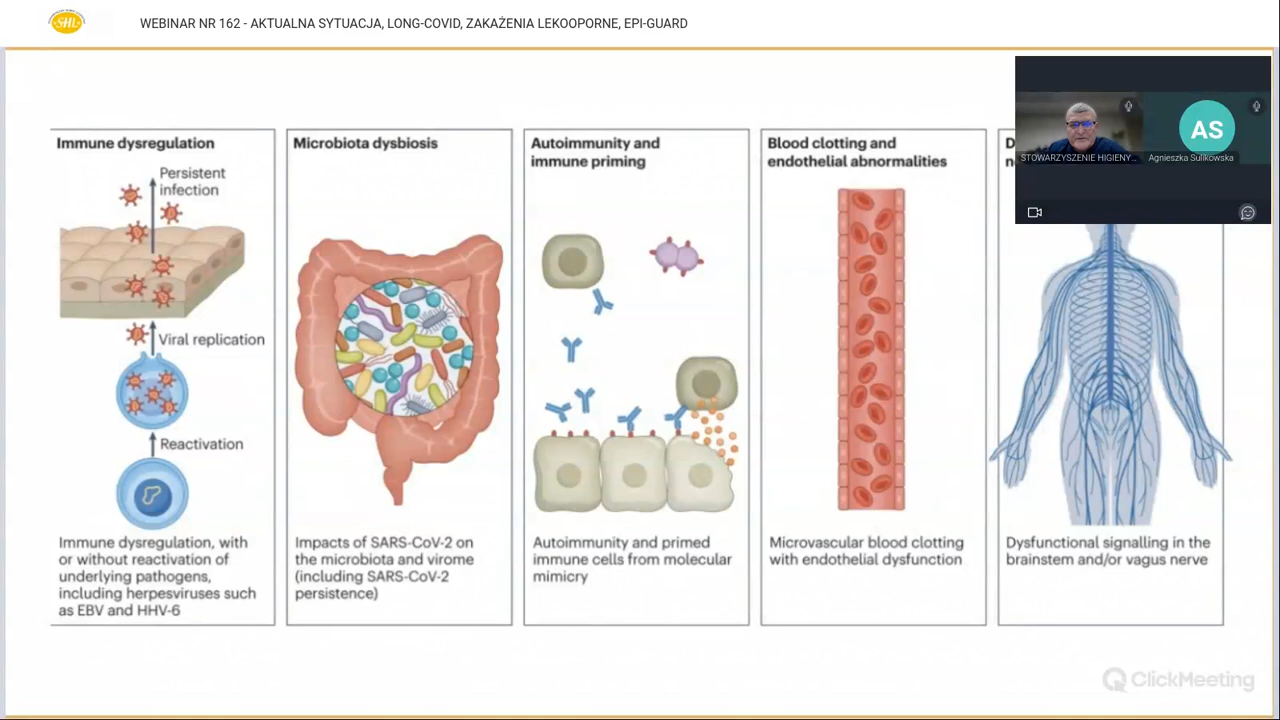 SHL
WEBINAR NR 162 - AKTUALNA SYTUACJA, LONG-COVID, ZAKAŻENIA LEKOOPORNE, EPI-GUARD
AS
STOWARZYSZENIE HIGIENY...
Agnieszka Sulikowska
Immune dysregulation
Persistent
infection
Viral replication
Reactivation
Immune dysregulation, with
or without reactivation of
underlying pathogens,
including herpesviruses such
as EBV and HHV-6
Microbiota dysbiosis
Impacts of SARS-CoV-2 on
the microbiota and virome
(including SARS-CoV-2
persistence)
Autoimmunity and
immune priming
Autoimmunity and primed
immune cells from molecular
mimicry
Blood clotting and
endothelial abnormalities
Microvascular blood clotting
with endothelial dysfunction
Dysfunctional signalling in the
brainstem and/or vagus nerve
ClickMeeting